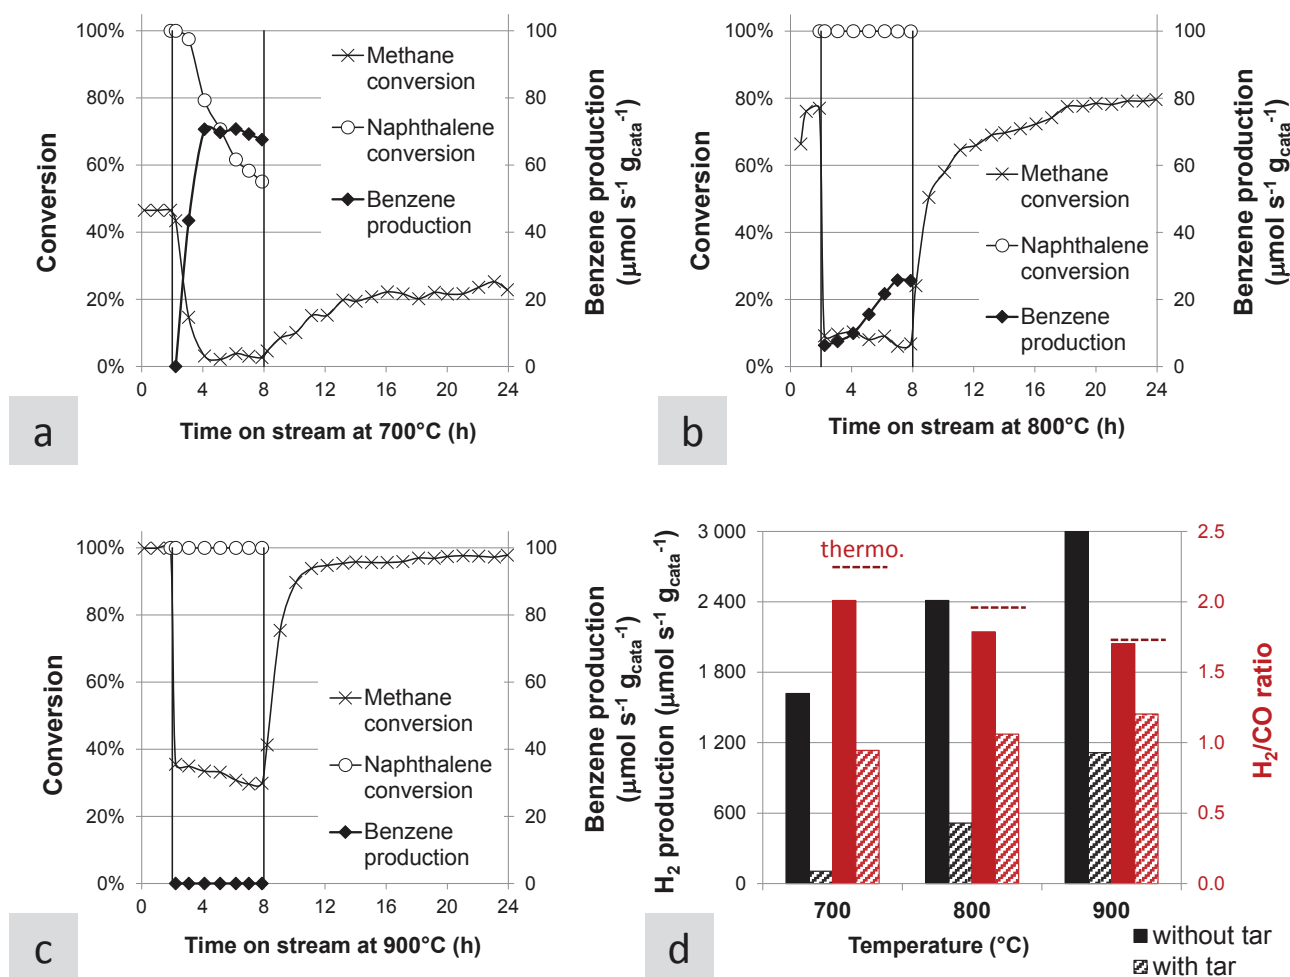 100%
80%
60%
40%
20%
0%
Conversion
100
80
60
40
20
0
Benzene production
(μmol s⁻¹ g_cata⁻¹)
Methane
conversion
Naphthalene
conversion
Benzene
production
0 4 8 12 16 20 24
Time on stream at 700°C (h)
a
100%
80%
60%
40%
20%
0%
Conversion
100
80
60
40
20
0
Benzene production
(μmol s⁻¹ g_cata⁻¹)
Methane
conversion
Naphthalene
conversion
Benzene
production
0 4 8 12 16 20 24
Time on stream at 800°C (h)
b
100%
80%
60%
40%
20%
0%
Conversion
100
80
60
40
20
0
Benzene production
(μmol s⁻¹ g_cata⁻¹)
Methane
conversion
Naphthalene
conversion
Benzene
production
0 4 8 12 16 20 24
Time on stream at 900°C (h)
c
3 000
2 400
1 800
1 200
600
0
H₂ production (μmol s⁻¹ g_cata⁻¹)
thermo.
2.5
2.0
1.5
1.0
0.5
0.0
H₂/CO ratio
700 800 900
Temperature (°C)
without tar
with tar
d